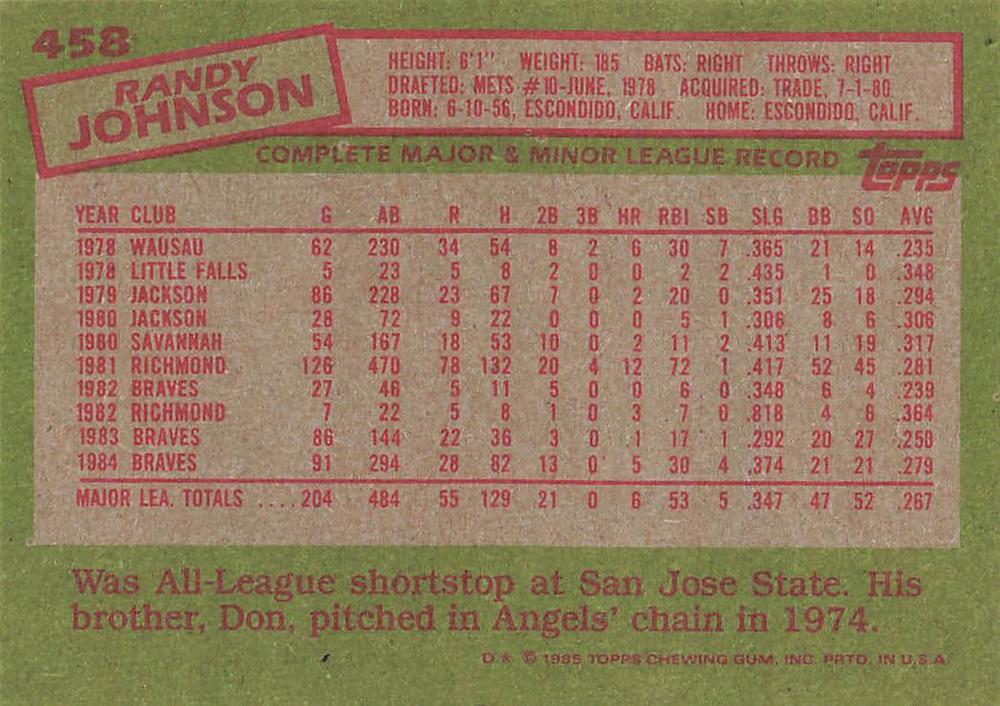 458
RANDY
JOHNSON
HEIGHT: 6'1" WEIGHT: 185 BATS: RIGHT THROWS: RIGHT
DRAFTED: METS #10-JUNE, 1978 ACQUIRED: TRADE, 7-1-80
BORN: 6-10-56, ESCONDIDO, CALIF. HOME: ESCONDIDO, CALIF.
COMPLETE MAJOR & MINOR LEAGUE RECORD topps
YEAR CLUB G AB R H 2B 3B HR RBI SB SLG BB SO AVG
1978 WAUSAU 62 230 34 54 8 2 6 30 7 .365 21 14 .235
1978 LITTLE FALLS 5 23 5 8 2 0 0 2 2 .435 1 0 .348
1979 JACKSON 86 228 23 67 7 0 2 20 0 .351 25 18 .294
1980 JACKSON 28 72 9 22 0 0 0 5 1 .306 8 6 .306
1980 SAVANNAH 54 167 18 53 10 0 2 11 2 .413 11 19 .317
1981 RICHMOND 126 470 78 132 20 4 12 72 1 .417 52 45 .281
1982 BRAVES 27 46 5 11 5 0 0 6 0 .348 6 4 .239
1982 RICHMOND 7 22 5 8 1 0 3 7 0 .818 4 6 .364
1983 BRAVES 86 144 22 36 3 0 1 17 1 .292 20 27 .250
1984 BRAVES 91 294 28 82 13 0 5 30 4 .374 21 21 .279
MAJOR LEA. TOTALS ....204 484 55 129 21 0 6 53 5 .347 47 52 .267
Was All-League shortstop at San Jose State. His
brother, Don, pitched in Angels' chain in 1974.
D* © 1985 TOPPS CHEWING GUM, INC. PRTD. IN U.S.A.